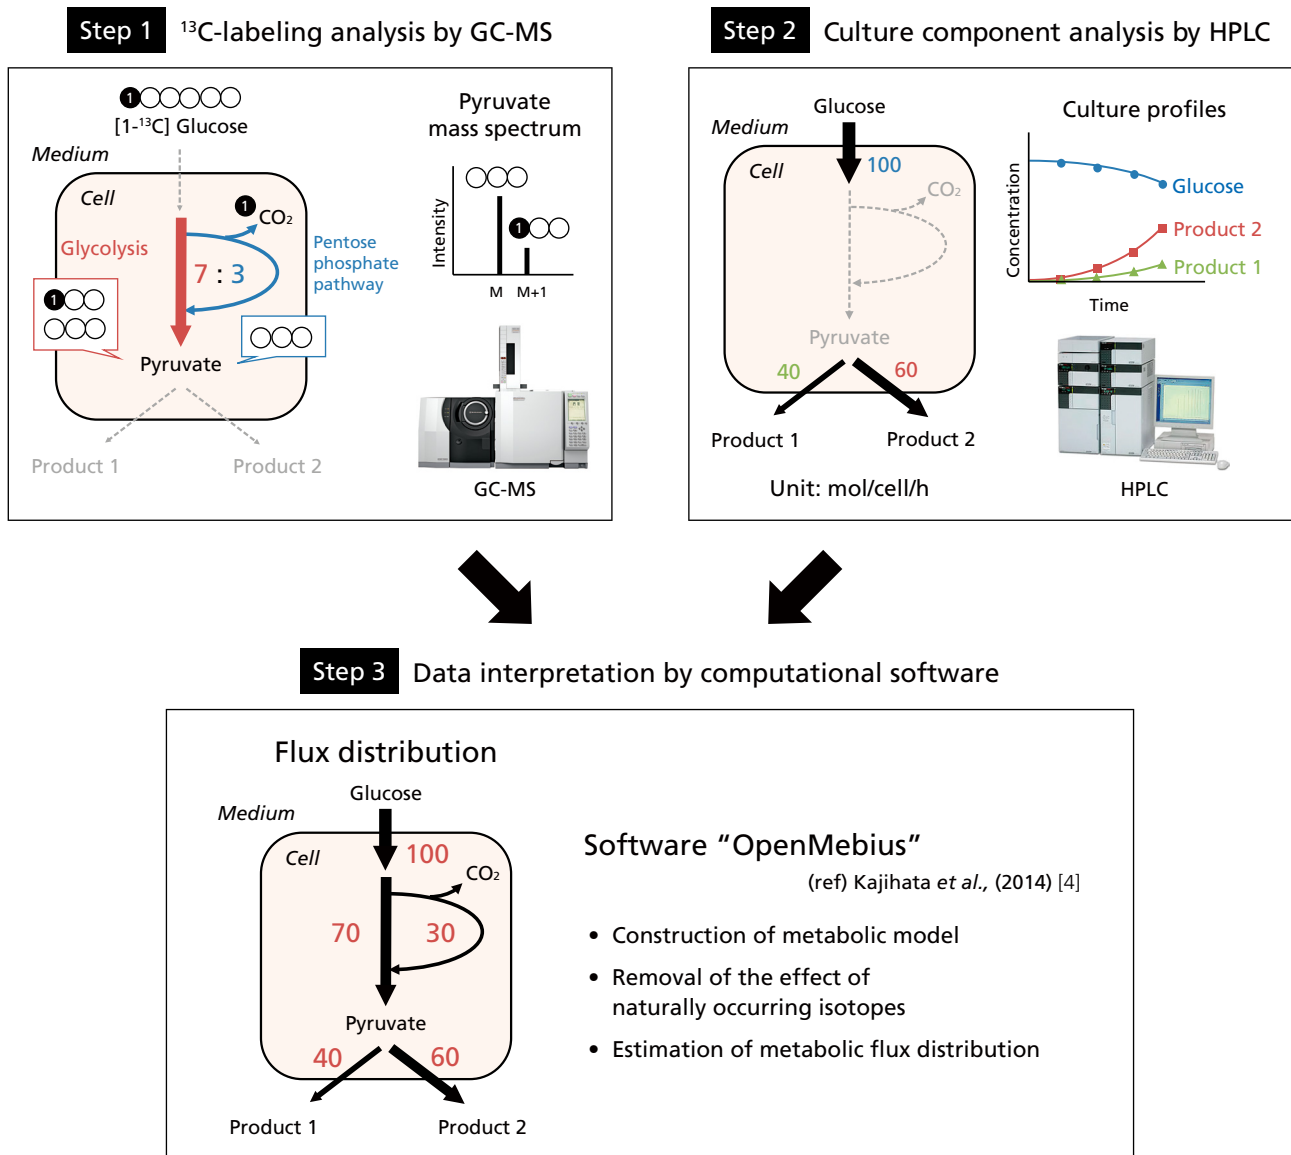 Step 1 ¹³C-labeling analysis by GC-MS
1
[1-¹³C] Glucose
Medium
Cell
1
CO₂
Glycolysis
7 : 3
Pentose
phosphate
pathway
1
Pyruvate
Product 1
Product 2
Pyruvate
mass spectrum
Intensity
1
M
M+1
GC-MS
Step 2 Culture component analysis by HPLC
Glucose
Medium
Cell
100
CO₂
Pyruvate
40
60
Product 1
Product 2
Unit: mol/cell/h
Culture profiles
Concentration
Glucose
Product 2
Product 1
Time
HPLC
Step 3 Data interpretation by computational software
Flux distribution
Glucose
Medium
Cell
100
CO₂
70
30
Pyruvate
40
60
Product 1
Product 2
Software “OpenMebius”
(ref) Kajihata et al., (2014) [4]
• Construction of metabolic model
• Removal of the effect of
naturally occurring isotopes
• Estimation of metabolic flux distribution